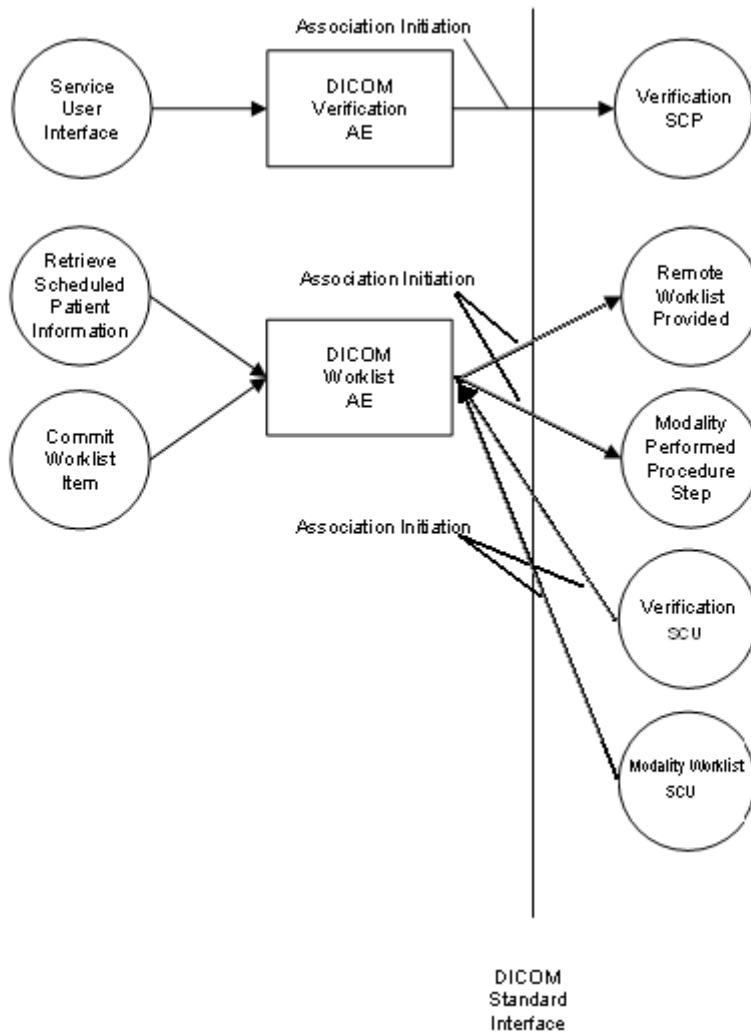 Association Initiation
Service
User
Interface
DICOM
Verification
AE
Verification
SCP
Retrieve
Scheduled
Patient
Information
Association Initiation
DICOM
Worklist
AE
Remote
Worklist
Provided
Commit
Worklist
Item
Modality
Performed
Procedure
Step
Association Initiation
Verification
SCU
Modality Worklist
SCU
DICOM
Standard
Interface